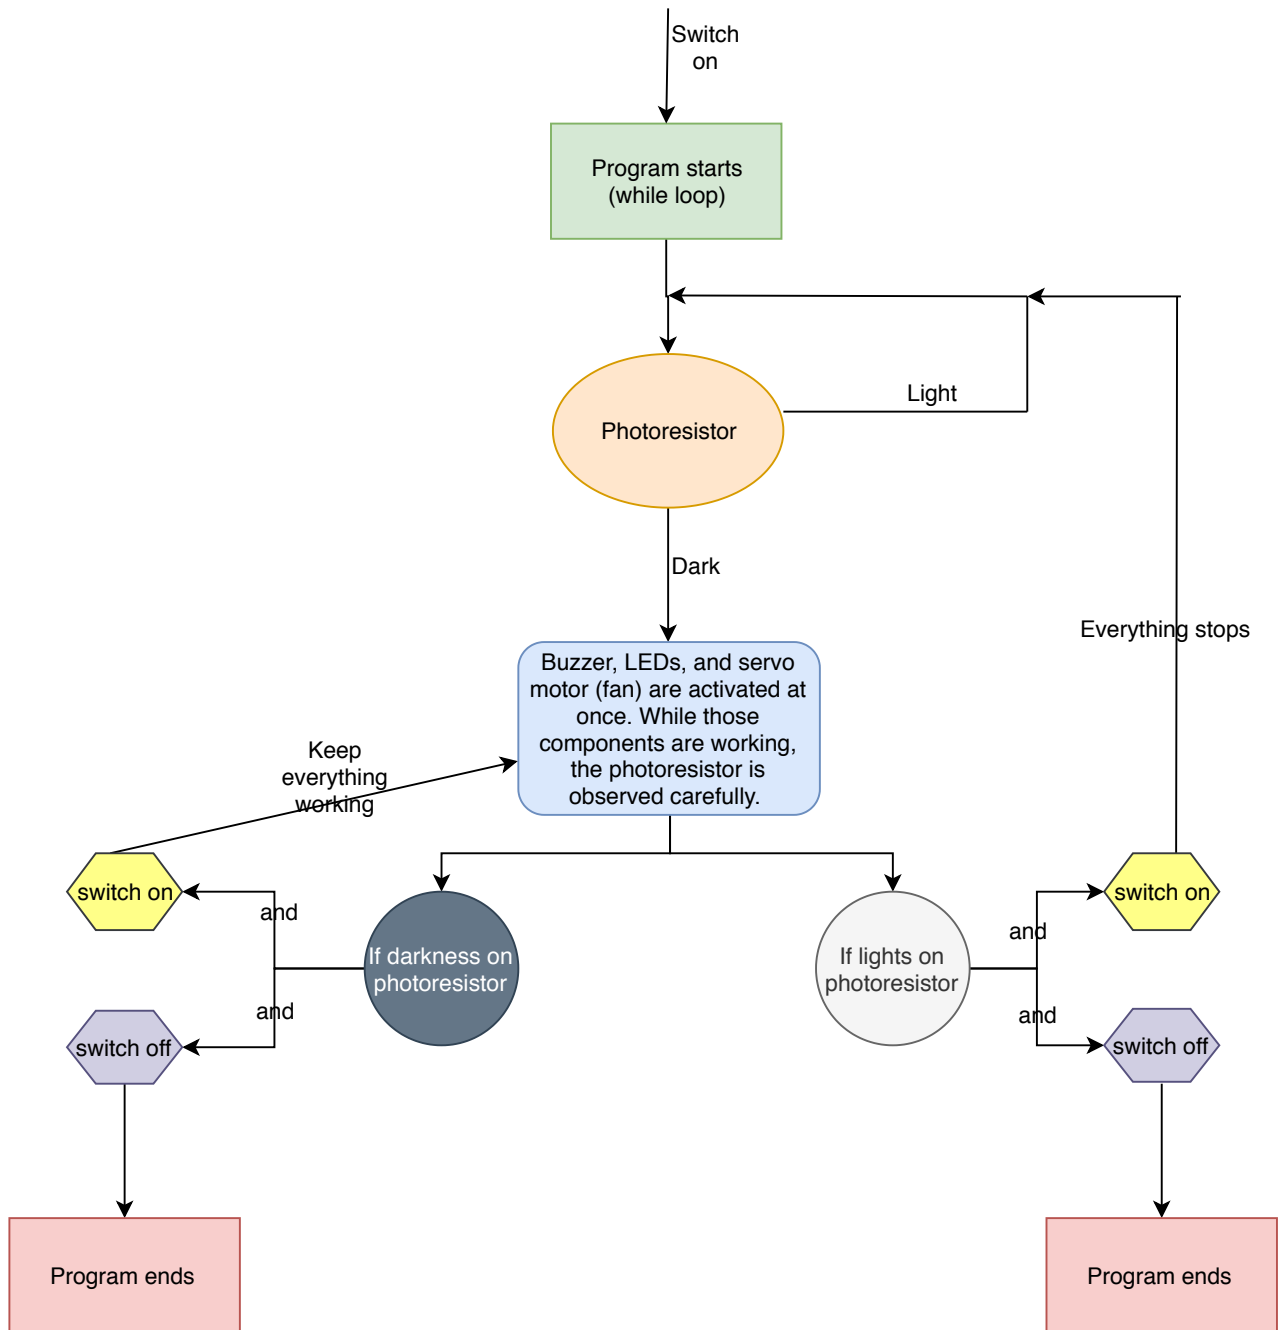 Switch
on
Program starts
(while loop)
Light
Photoresistor
Dark
Everything stops
Buzzer, LEDs, and servo
motor (fan) are activated at
once. While those
components are working,
the photoresistor is
observed carefully.
Keep
everything
working
switch on
and
If darkness on
photoresistor
and
switch off
If lights on
photoresistor
and
switch on
and
switch off
Program ends
Program ends